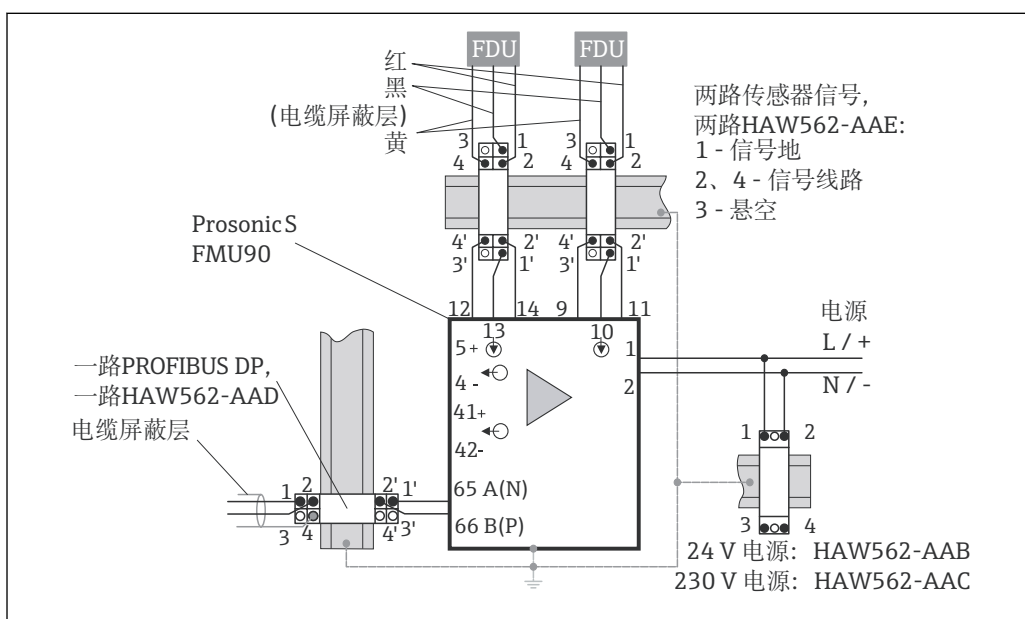 FDU FDU
红
黑
(电缆屏蔽层)
黄
两路传感器信号,
两路HAW562-AAE:
1 - 信号地
2、4 - 信号线路
3 - 悬空
3 1 3 1
4 2 4 2
Prosonic S
FMU90
4' 2' 4' 2'
3' 1' 3' 1'
12 14 9 11
13 10
5+ 1
4 - 2
41+
42-
65 A(N)
66 B(P)
电源
L / +
N / -
一路PROFIBUS DP,
一路HAW562-AAD
电缆屏蔽层
1 2 2' 1'
3 4 4' 3'
1 2
3 4
24 V 电源: HAW562-AAB
230 V 电源: HAW562-AAC